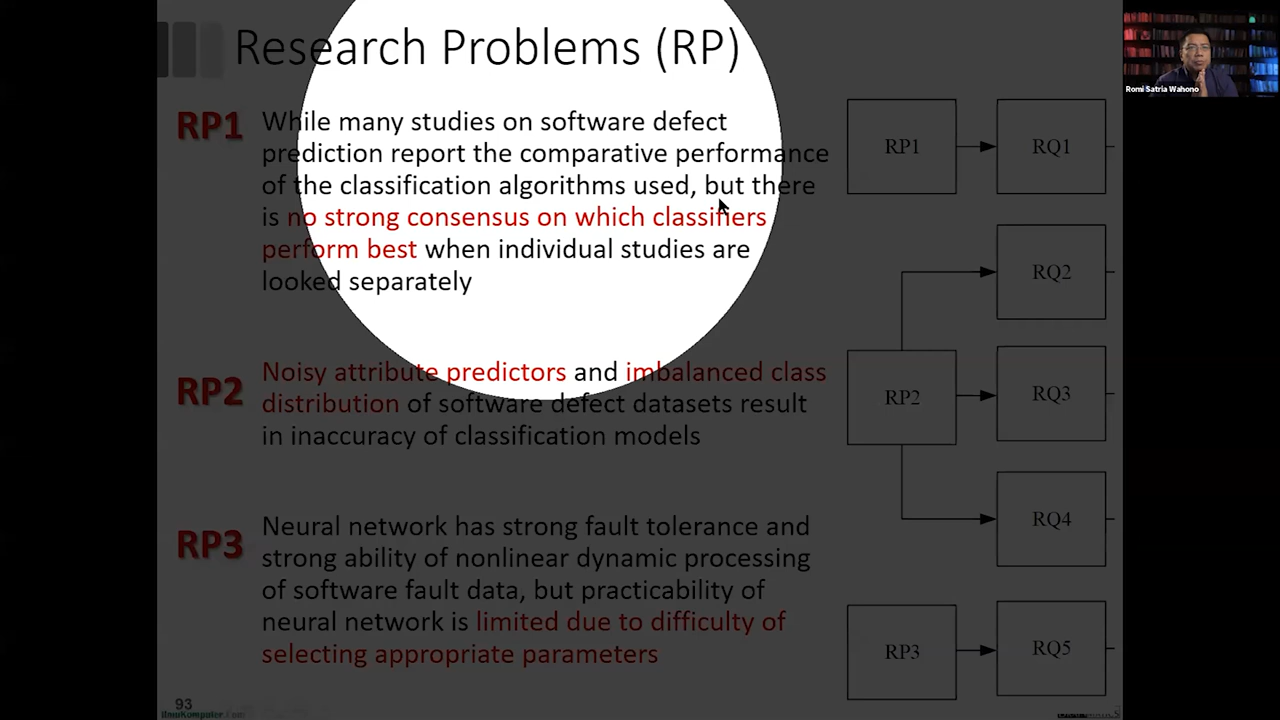 Research Problems (RP)
Romi Satria Wahono
RP1
While many studies on software defect
prediction report the comparative performance
of the classification algorithms used, but there
is no strong consensus on which classifiers
perform best when individual studies are
looked separately
RP2
Noisy attribute predictors and imbalanced class
distribution of software defect datasets result
in inaccuracy of classification models
RP3
Neural network has strong fault tolerance and
strong ability of nonlinear dynamic processing
of software fault data, but practicability of
neural network is limited due to difficulty of
selecting appropriate parameters
RP1
RQ1
RQ2
RP2
RQ3
RQ4
RP3
RQ5
93